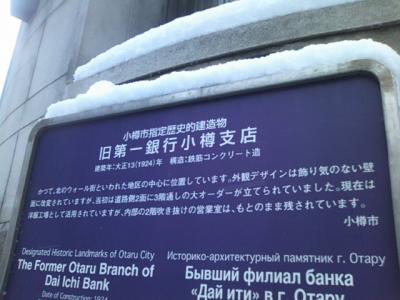 小樽市指定歴史的建造物
旧第一銀行小樽支店
建築年:大正13(1924)年 構造:鉄筋コンクリート造
かつて、北のウォール街といわれた地区の中心に位置しています。外観デザインは飾り気のない壁
面に改変されていますが、当初は道路側2面に3階通しの大オーダーが立てられていました。現在は
洋服工場として活用されていますが、内部の2階吹き抜けの営業室は、もとのまま残されています。
小樽市
Designated Historic Landmarks of Otaru City
The Former Otaru Branch of
Dai Ichi Bank
Date of Construction: 1924
Историко-архитектурный памятник г. Отару
Бывший филиал банка
«Дай ити» в г. Отару